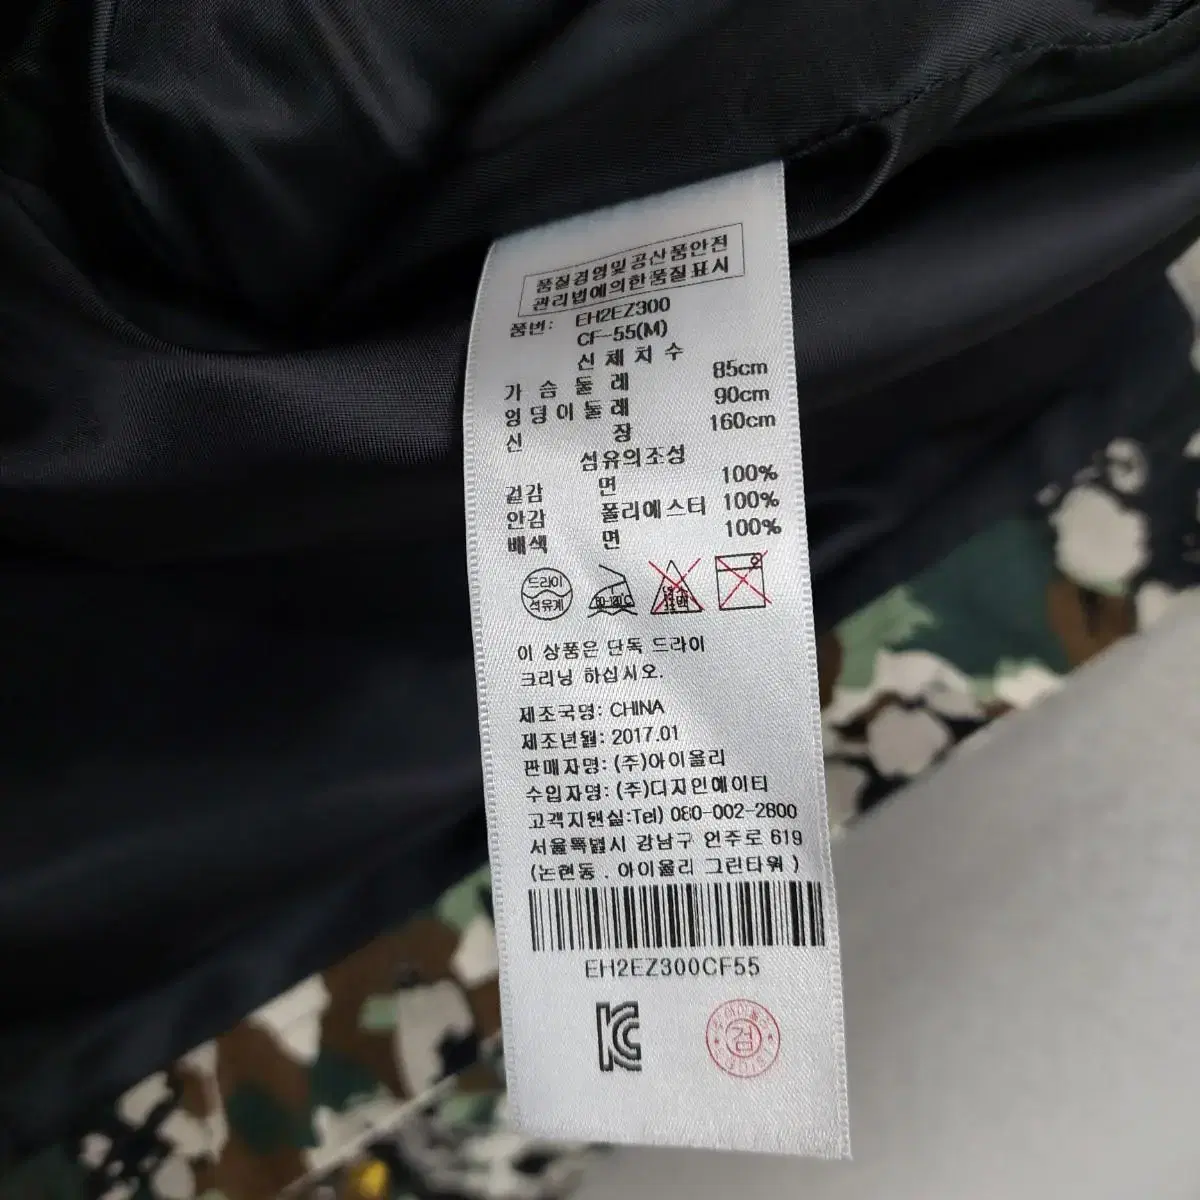 품질경영및공산품안전
관리법에의한품질표시
품번: EH2EZ300
CF-55(M)
신체치수
가슴둘레 85cm
엉덩이둘레 90cm
신장 160cm
섬유의조성
겉감 면 100%
안감 폴리에스터 100%
배색 면 100%
드라이
석유계
이 상품은 단독 드라이
크리닝 하십시오.
제조국명: CHINA
제조년월: 2017.01
판매자명: (주)아이올리
수입자명: (주)디자인에이티
고객지원실:Tel) 080-002-2800
서울특별시 강남구 언주로 619
(논현동 . 아이올리 그린타워 )
EH2EZ300CF55
검